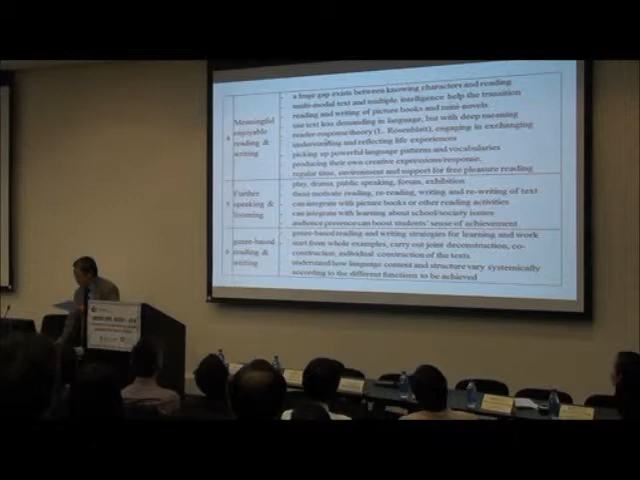 4
Meaningful
enjoyable
reading &
writing
- a huge gap exists between knowing characters and reading
- multi-modal text and multiple intelligence help the transition
- reading and writing of picture books and mini-novels
- use text less demanding in language, but with deep meaning
- reader-response theory (L. Rosenblatt), engaging in exchanging
understanding and reflecting life experiences
- picking up powerful language patterns and vocabularies
- producing their own creative expressions/response.
- regular time, environment and support for free pleasure reading
5
Further
speaking &
listening
- play, drama, public speaking, forum, exhibition
- these motivate reading, re-reading, writing and re-writing of text
- can integrate with picture books or other reading activities
- can integrate with learning about school/society issues
- audience presence can boost students' sense of achievement
6
genre-based
reading &
writing
- genre-based reading and writing strategies for learning and work
- start from whole examples, carry out joint deconstruction, co-
construction, individual construction of the texts
- understand how language content and structure vary systemically
according to the different functions to be achieved